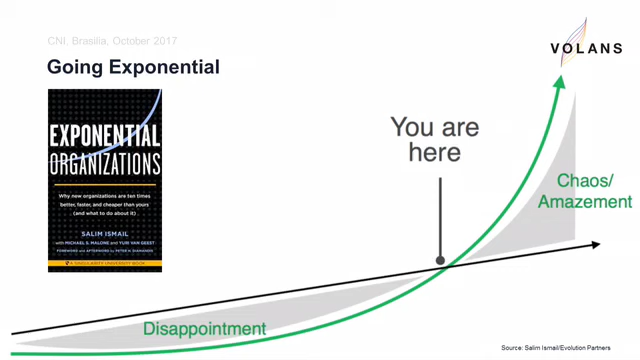 CNI, Brasilia, October 2017
Going Exponential
VOLANS
EXPONENTIAL
ORGANIZATIONS
Why new organizations are ten times
better, faster, and cheaper than yours
(and what to do about it)
SALIM ISMAIL
with MICHAEL S. MALONE and YURI VAN GEEST
FOREWORD AND AFTERWORD BY PETER H. DIAMANDIS
A SINGULARITY UNIVERSITY BOOK
You are
here
Chaos/
Amazement
Disappointment
Source: Salim Ismail/Evolution Partners